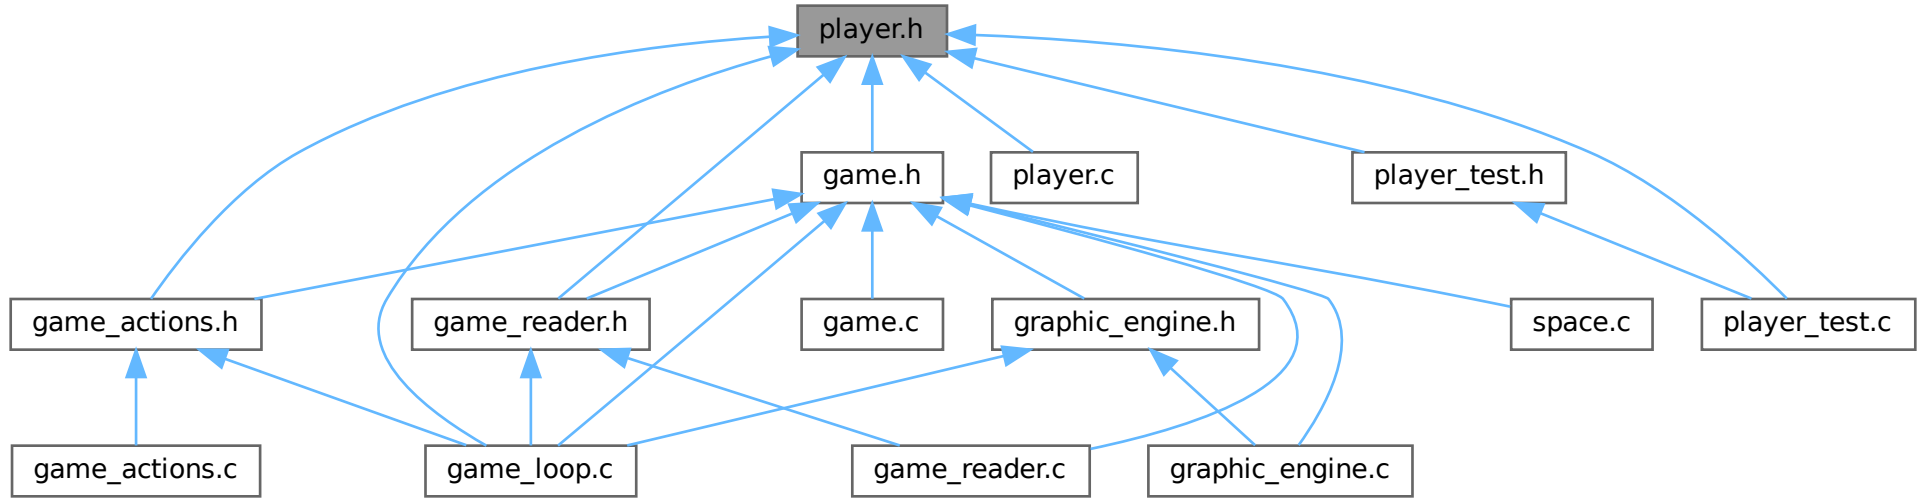 player.h
game.h
player.c
player_test.h
game_actions.h
game_reader.h
game.c
graphic_engine.h
space.c
player_test.c
game_actions.c
game_loop.c
game_reader.c
graphic_engine.c